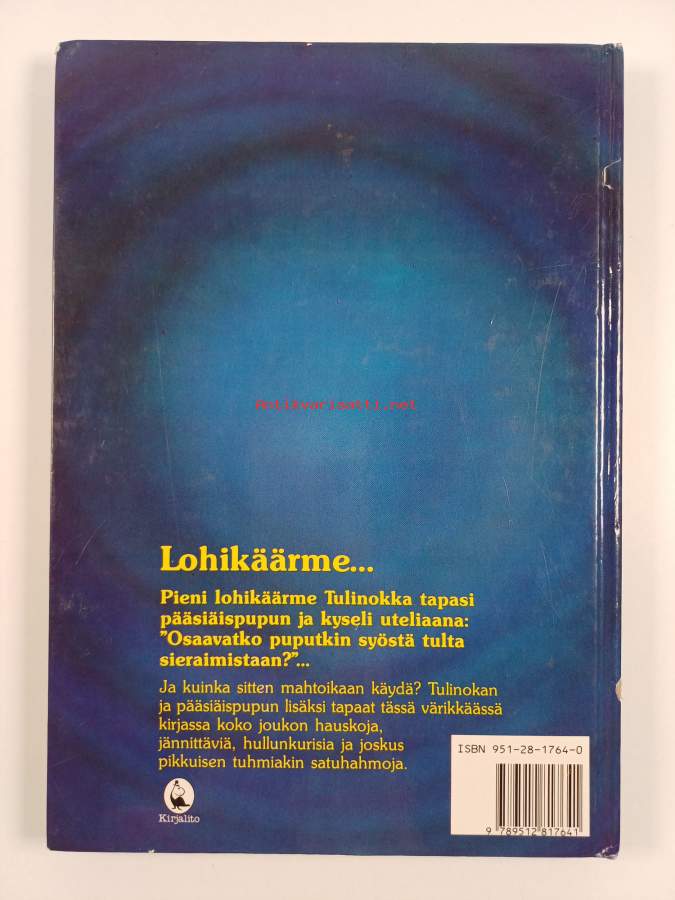 Antikvariaatti.net
Lohikäärme...
Pieni lohikäärme Tulinokka tapasi
pääsiäispupun ja kyseli uteliaana:
”Osaavatko puputkin syöstä tulta
sieraimistaan?”...
Ja kuinka sitten mahtoikaan käydä? Tulinokan
ja pääsiäispupun lisäksi tapaat tässä värikkäässä
kirjassa koko joukon hauskoja,
jännittäviä, hullunkurisia ja joskus
pikkuisen tuhmiakin satuhahmoja.
Kirjalito
ISBN 951-28-1764-0
9 789512 817641